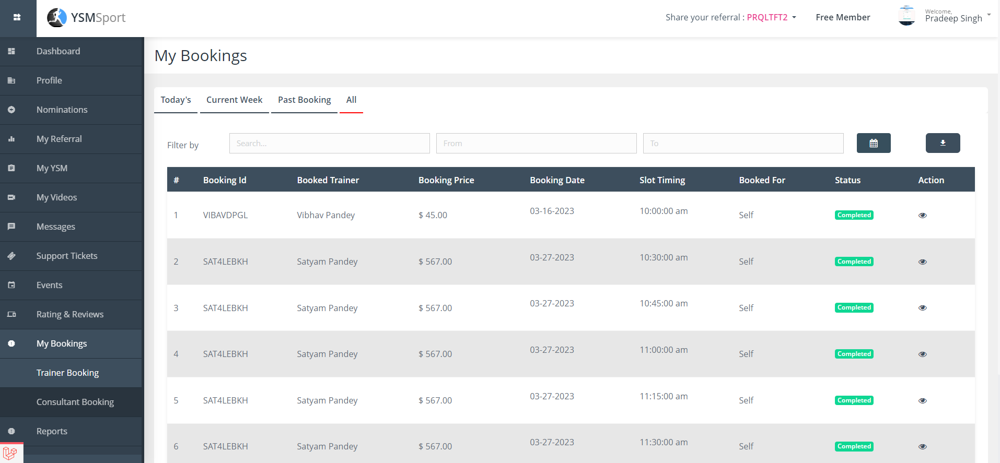 YSMSport
Share your referral : PRQLTFT2
Free Member
Welcome,
Pradeep Singh
Dashboard
Profile
Nominations
My Referral
My YSM
My Videos
Messages
Support Tickets
Events
Rating & Reviews
My Bookings
Trainer Booking
Consultant Booking
Reports
My Bookings
Today's Current Week Past Booking All
Filter by Search... From To
# Booking Id Booked Trainer Booking Price Booking Date Slot Timing Booked For Status Action
1 VIBAVDPGL Vibhav Pandey $ 45.00 03-16-2023 10:00:00 am Self Completed
2 SAT4LEBKH Satyam Pandey $ 567.00 03-27-2023 10:30:00 am Self Completed
3 SAT4LEBKH Satyam Pandey $ 567.00 03-27-2023 10:45:00 am Self Completed
4 SAT4LEBKH Satyam Pandey $ 567.00 03-27-2023 11:00:00 am Self Completed
5 SAT4LEBKH Satyam Pandey $ 567.00 03-27-2023 11:15:00 am Self Completed
6 SAT4LEBKH Satyam Pandey $ 567.00 03-27-2023 11:30:00 am Self Completed